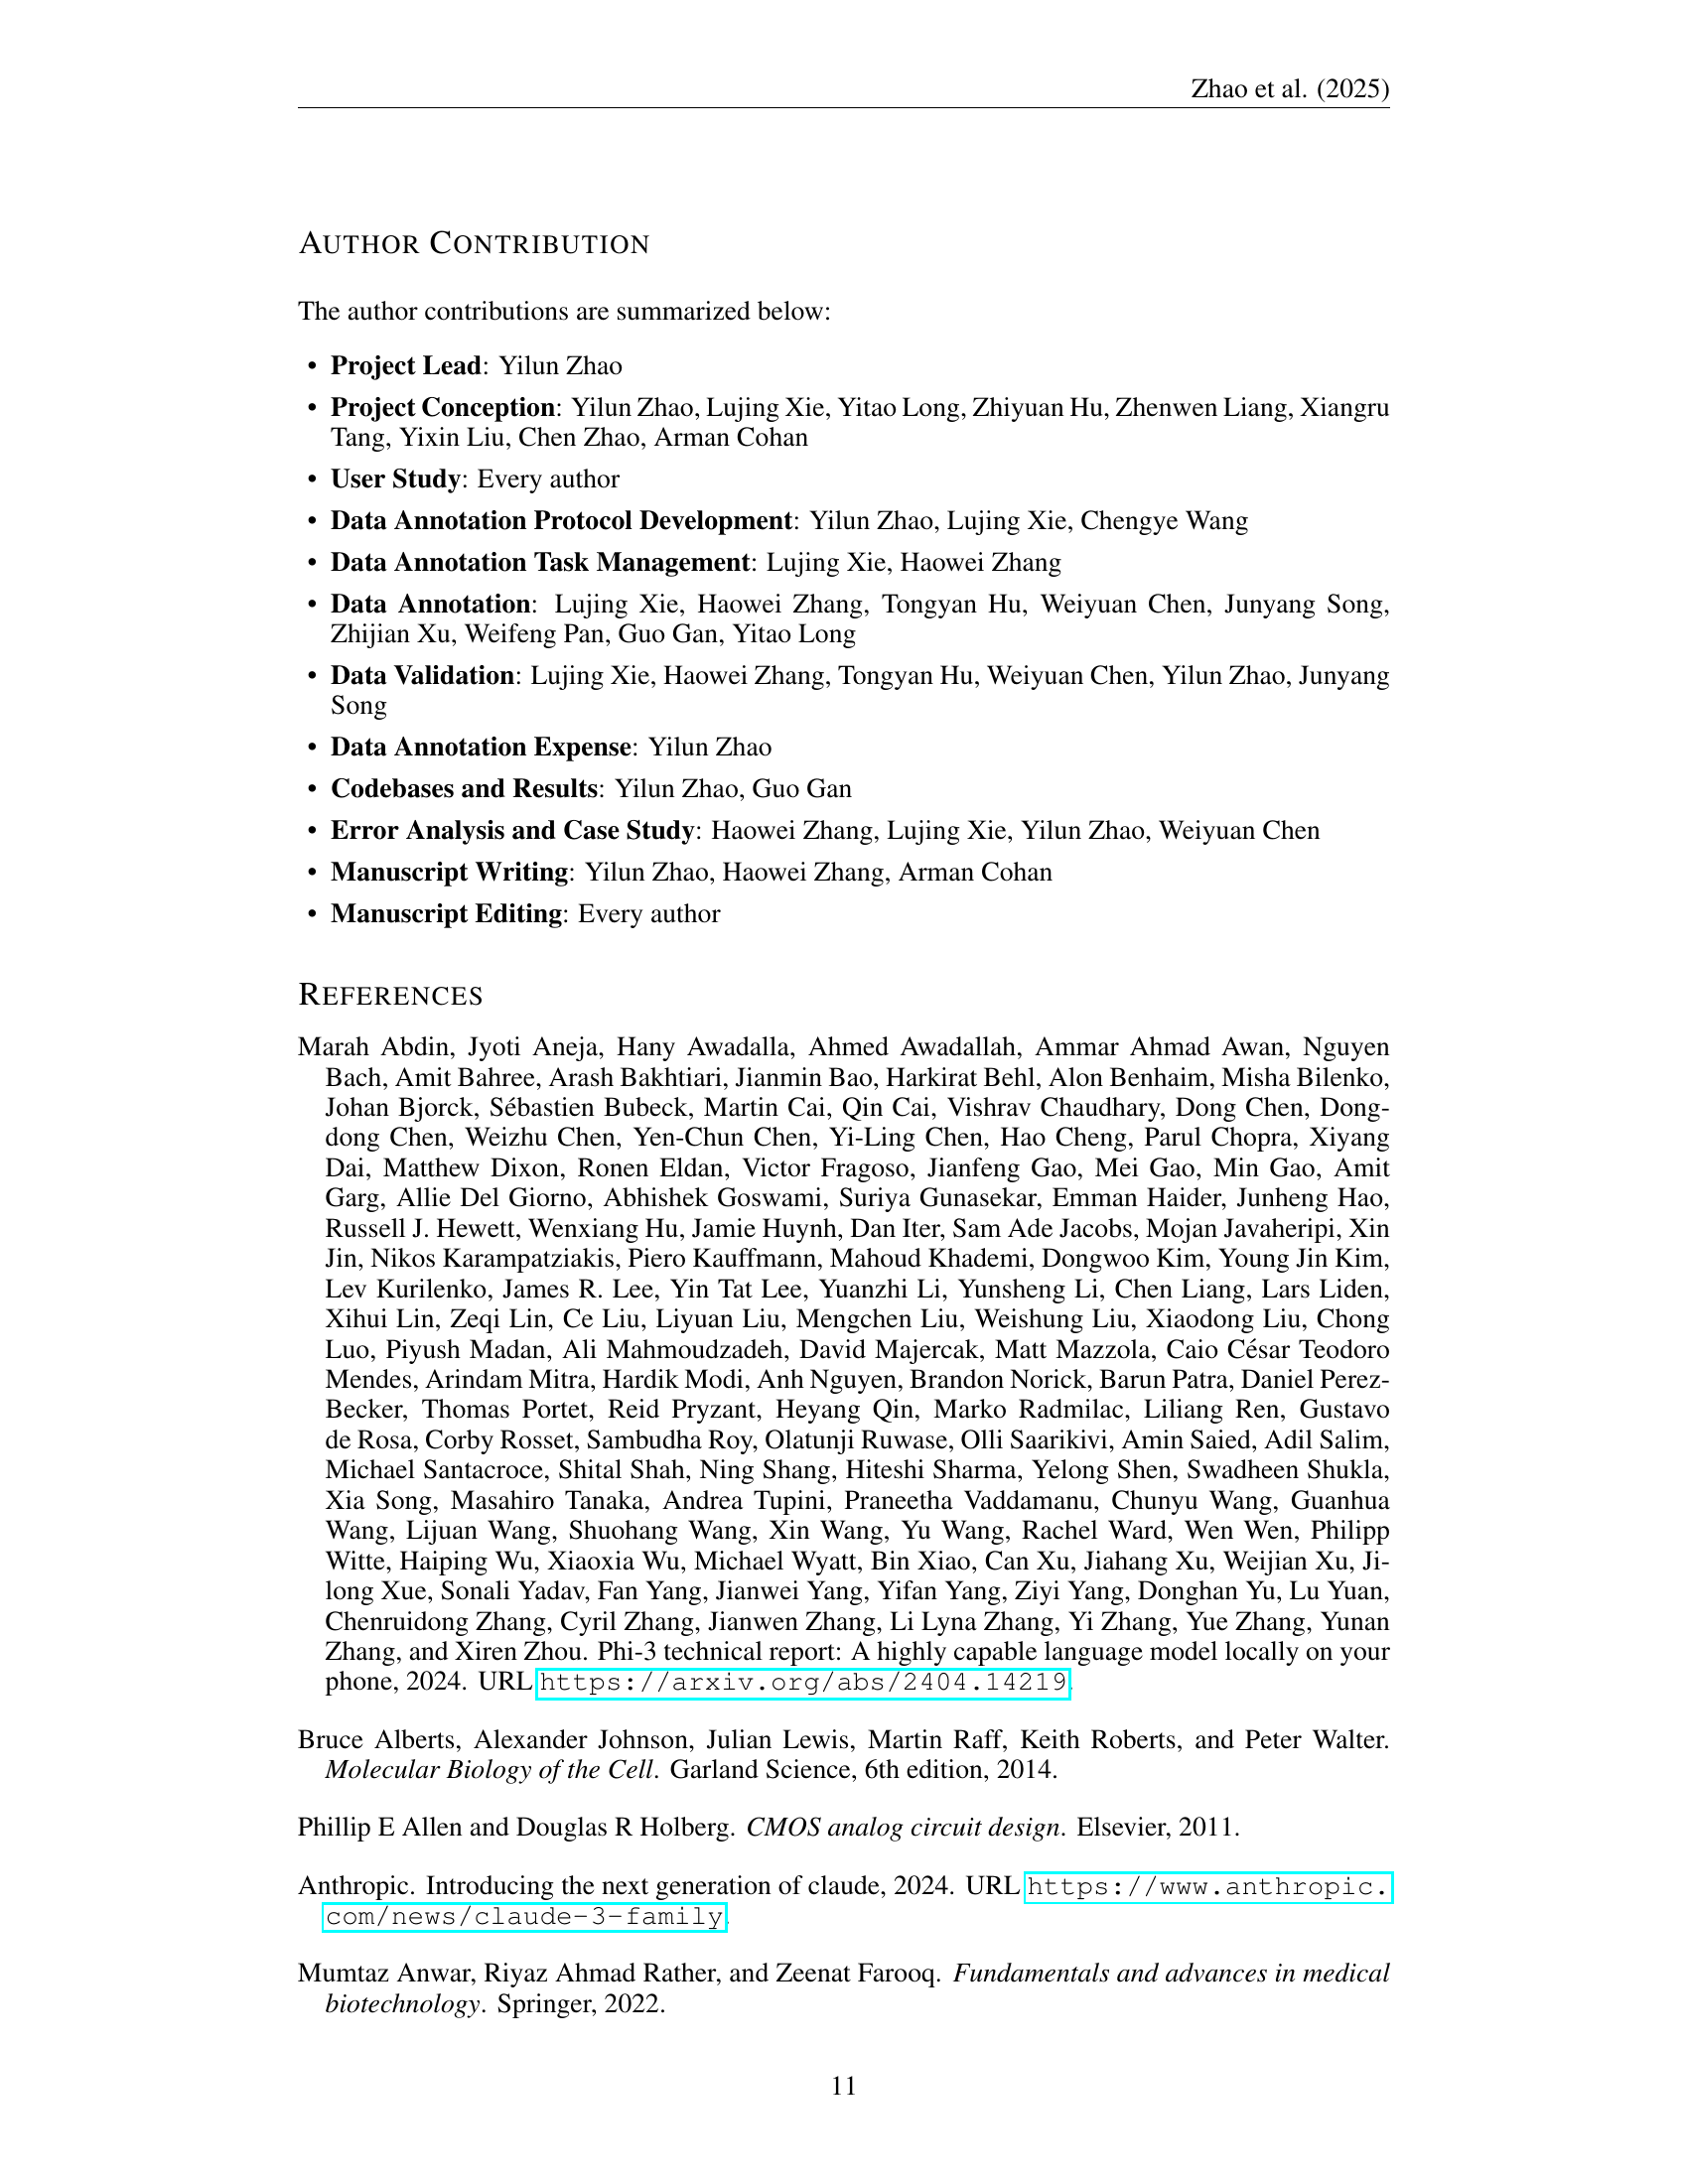 Zhao et al. (2025)
AUTHOR CONTRIBUTION
The author contributions are summarized below:
• Project Lead: Yilun Zhao
• Project Conception: Yilun Zhao, Lujing Xie, Yitao Long, Zhiyuan Hu, Zhenwen Liang, Xiangru
Tang, Yixin Liu, Chen Zhao, Arman Cohan
• User Study: Every author
• Data Annotation Protocol Development: Yilun Zhao, Lujing Xie, Chengye Wang
• Data Annotation Task Management: Lujing Xie, Haowei Zhang
• Data Annotation: Lujing Xie, Haowei Zhang, Tongyan Hu, Weiyuan Chen, Junyang Song,
Zhijian Xu, Weifeng Pan, Guo Gan, Yitao Long
• Data Validation: Lujing Xie, Haowei Zhang, Tongyan Hu, Weiyuan Chen, Yilun Zhao, Junyang
Song
• Data Annotation Expense: Yilun Zhao
• Codebases and Results: Yilun Zhao, Guo Gan
• Error Analysis and Case Study: Haowei Zhang, Lujing Xie, Yilun Zhao, Weiyuan Chen
• Manuscript Writing: Yilun Zhao, Haowei Zhang, Arman Cohan
• Manuscript Editing: Every author
REFERENCES
Marah Abdin, Jyoti Aneja, Hany Awadalla, Ahmed Awadallah, Ammar Ahmad Awan, Nguyen
Bach, Amit Bahree, Arash Bakhtiari, Jianmin Bao, Harkirat Behl, Alon Benhaim, Misha Bilenko,
Johan Bjorck, Sébastien Bubeck, Martin Cai, Qin Cai, Vishrav Chaudhary, Dong Chen, Dong-
dong Chen, Weizhu Chen, Yen-Chun Chen, Yi-Ling Chen, Hao Cheng, Parul Chopra, Xiyang
Dai, Matthew Dixon, Ronen Eldan, Victor Fragoso, Jianfeng Gao, Mei Gao, Min Gao, Amit
Garg, Allie Del Giorno, Abhishek Goswami, Suriya Gunasekar, Emman Haider, Junheng Hao,
Russell J. Hewett, Wenxiang Hu, Jamie Huynh, Dan Iter, Sam Ade Jacobs, Mojan Javaheripi, Xin
Jin, Nikos Karampatziakis, Piero Kauffmann, Mahoud Khademi, Dongwoo Kim, Young Jin Kim,
Lev Kurilenko, James R. Lee, Yin Tat Lee, Yuanzhi Li, Yunsheng Li, Chen Liang, Lars Liden,
Xihui Lin, Zeqi Lin, Ce Liu, Liyuan Liu, Mengchen Liu, Weishung Liu, Xiaodong Liu, Chong
Luo, Piyush Madan, Ali Mahmoudzadeh, David Majercak, Matt Mazzola, Caio César Teodoro
Mendes, Arindam Mitra, Hardik Modi, Anh Nguyen, Brandon Norick, Barun Patra, Daniel Perez-
Becker, Thomas Portet, Reid Pryzant, Heyang Qin, Marko Radmilac, Liliang Ren, Gustavo
de Rosa, Corby Rosset, Sambudha Roy, Olatunji Ruwase, Olli Saarikivi, Amin Saied, Adil Salim,
Michael Santacroce, Shital Shah, Ning Shang, Hiteshi Sharma, Yelong Shen, Swadheen Shukla,
Xia Song, Masahiro Tanaka, Andrea Tupini, Praneetha Vaddamanu, Chunyu Wang, Guanhua
Wang, Lijuan Wang, Shuohang Wang, Xin Wang, Yu Wang, Rachel Ward, Wen Wen, Philipp
Witte, Haiping Wu, Xiaoxia Wu, Michael Wyatt, Bin Xiao, Can Xu, Jiahang Xu, Weijian Xu, Ji-
long Xue, Sonali Yadav, Fan Yang, Jianwei Yang, Yifan Yang, Ziyi Yang, Donghan Yu, Lu Yuan,
Chenruidong Zhang, Cyril Zhang, Jianwen Zhang, Li Lyna Zhang, Yi Zhang, Yue Zhang, Yunan
Zhang, and Xiren Zhou. Phi-3 technical report: A highly capable language model locally on your
phone, 2024. URL https://arxiv.org/abs/2404.14219.
Bruce Alberts, Alexander Johnson, Julian Lewis, Martin Raff, Keith Roberts, and Peter Walter.
Molecular Biology of the Cell. Garland Science, 6th edition, 2014.
Phillip E Allen and Douglas R Holberg. CMOS analog circuit design. Elsevier, 2011.
Anthropic. Introducing the next generation of claude, 2024. URL https://www.anthropic.
com/news/claude-3-family.
Mumtaz Anwar, Riyaz Ahmad Rather, and Zeenat Farooq. Fundamentals and advances in medical
biotechnology. Springer, 2022.
11